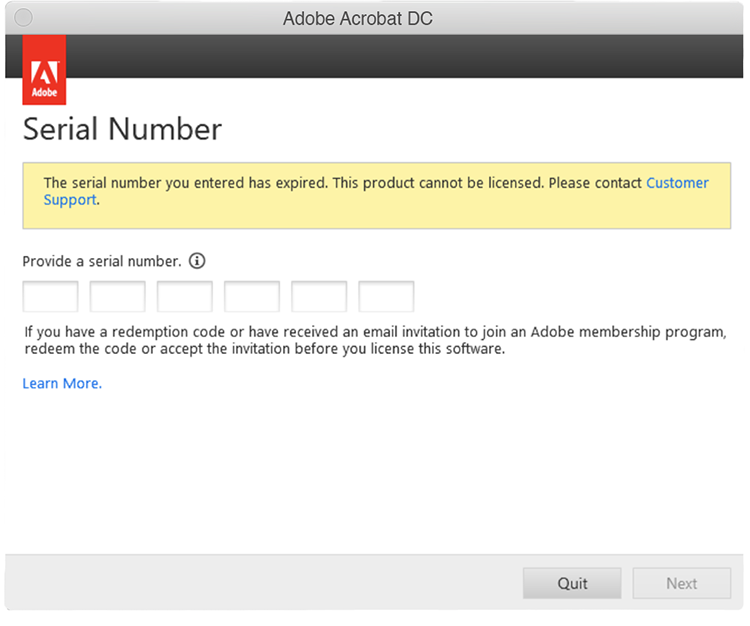 Adobe Acrobat DC
Adobe
Serial Number
The serial number you entered has expired. This product cannot be licensed. Please contact Customer
Support.
Provide a serial number.
If you have a redemption code or have received an email invitation to join an Adobe membership program,
redeem the code or accept the invitation before you license this software.
Learn More.
Quit
Next